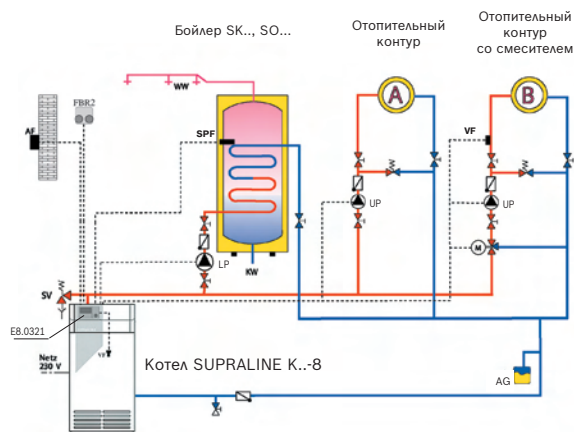 Бойлер SK.., SO...
Отопительный
контур
Отопительный
контур
со смесителем
FBR2
WW
AF
SPF
A
B
VF
UP
UP
LP
KW
M
SV
E8.0321
VF
Netz
230 V
Котел SUPRALINE K..-8
AG